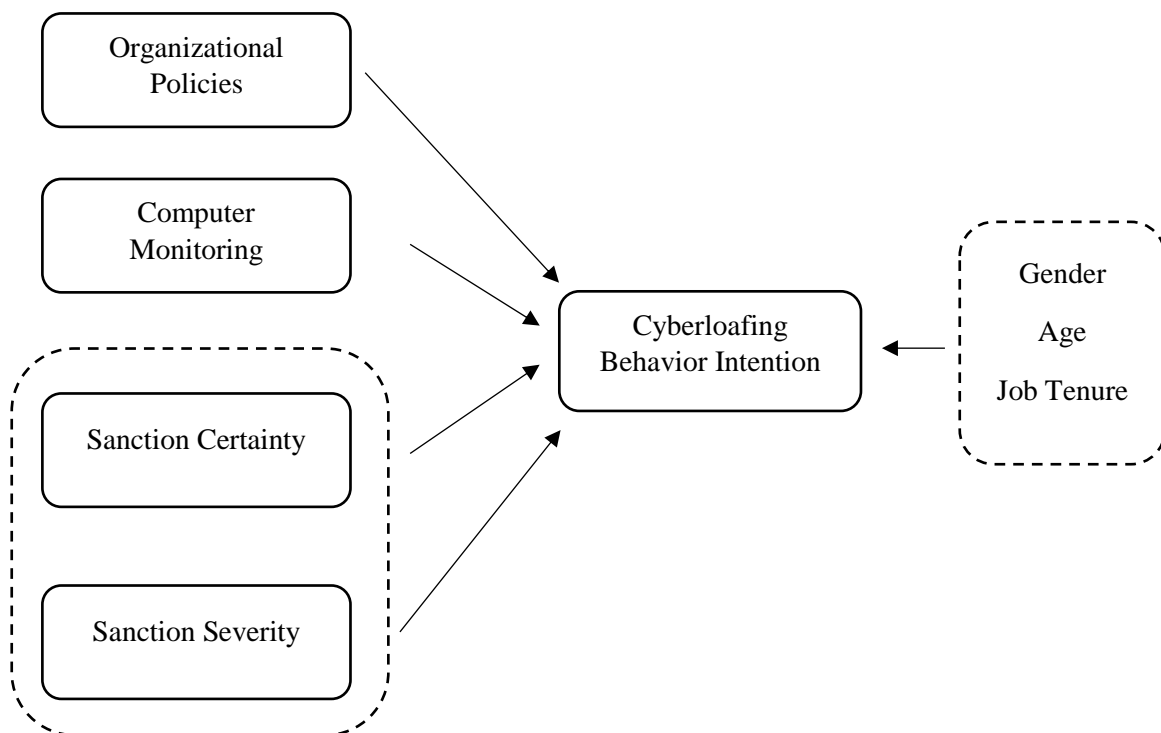 Organizational
Policies
Computer
Monitoring
Sanction Certainty
Sanction Severity
Cyberloafing
Behavior Intention
Gender
Age
Job Tenure